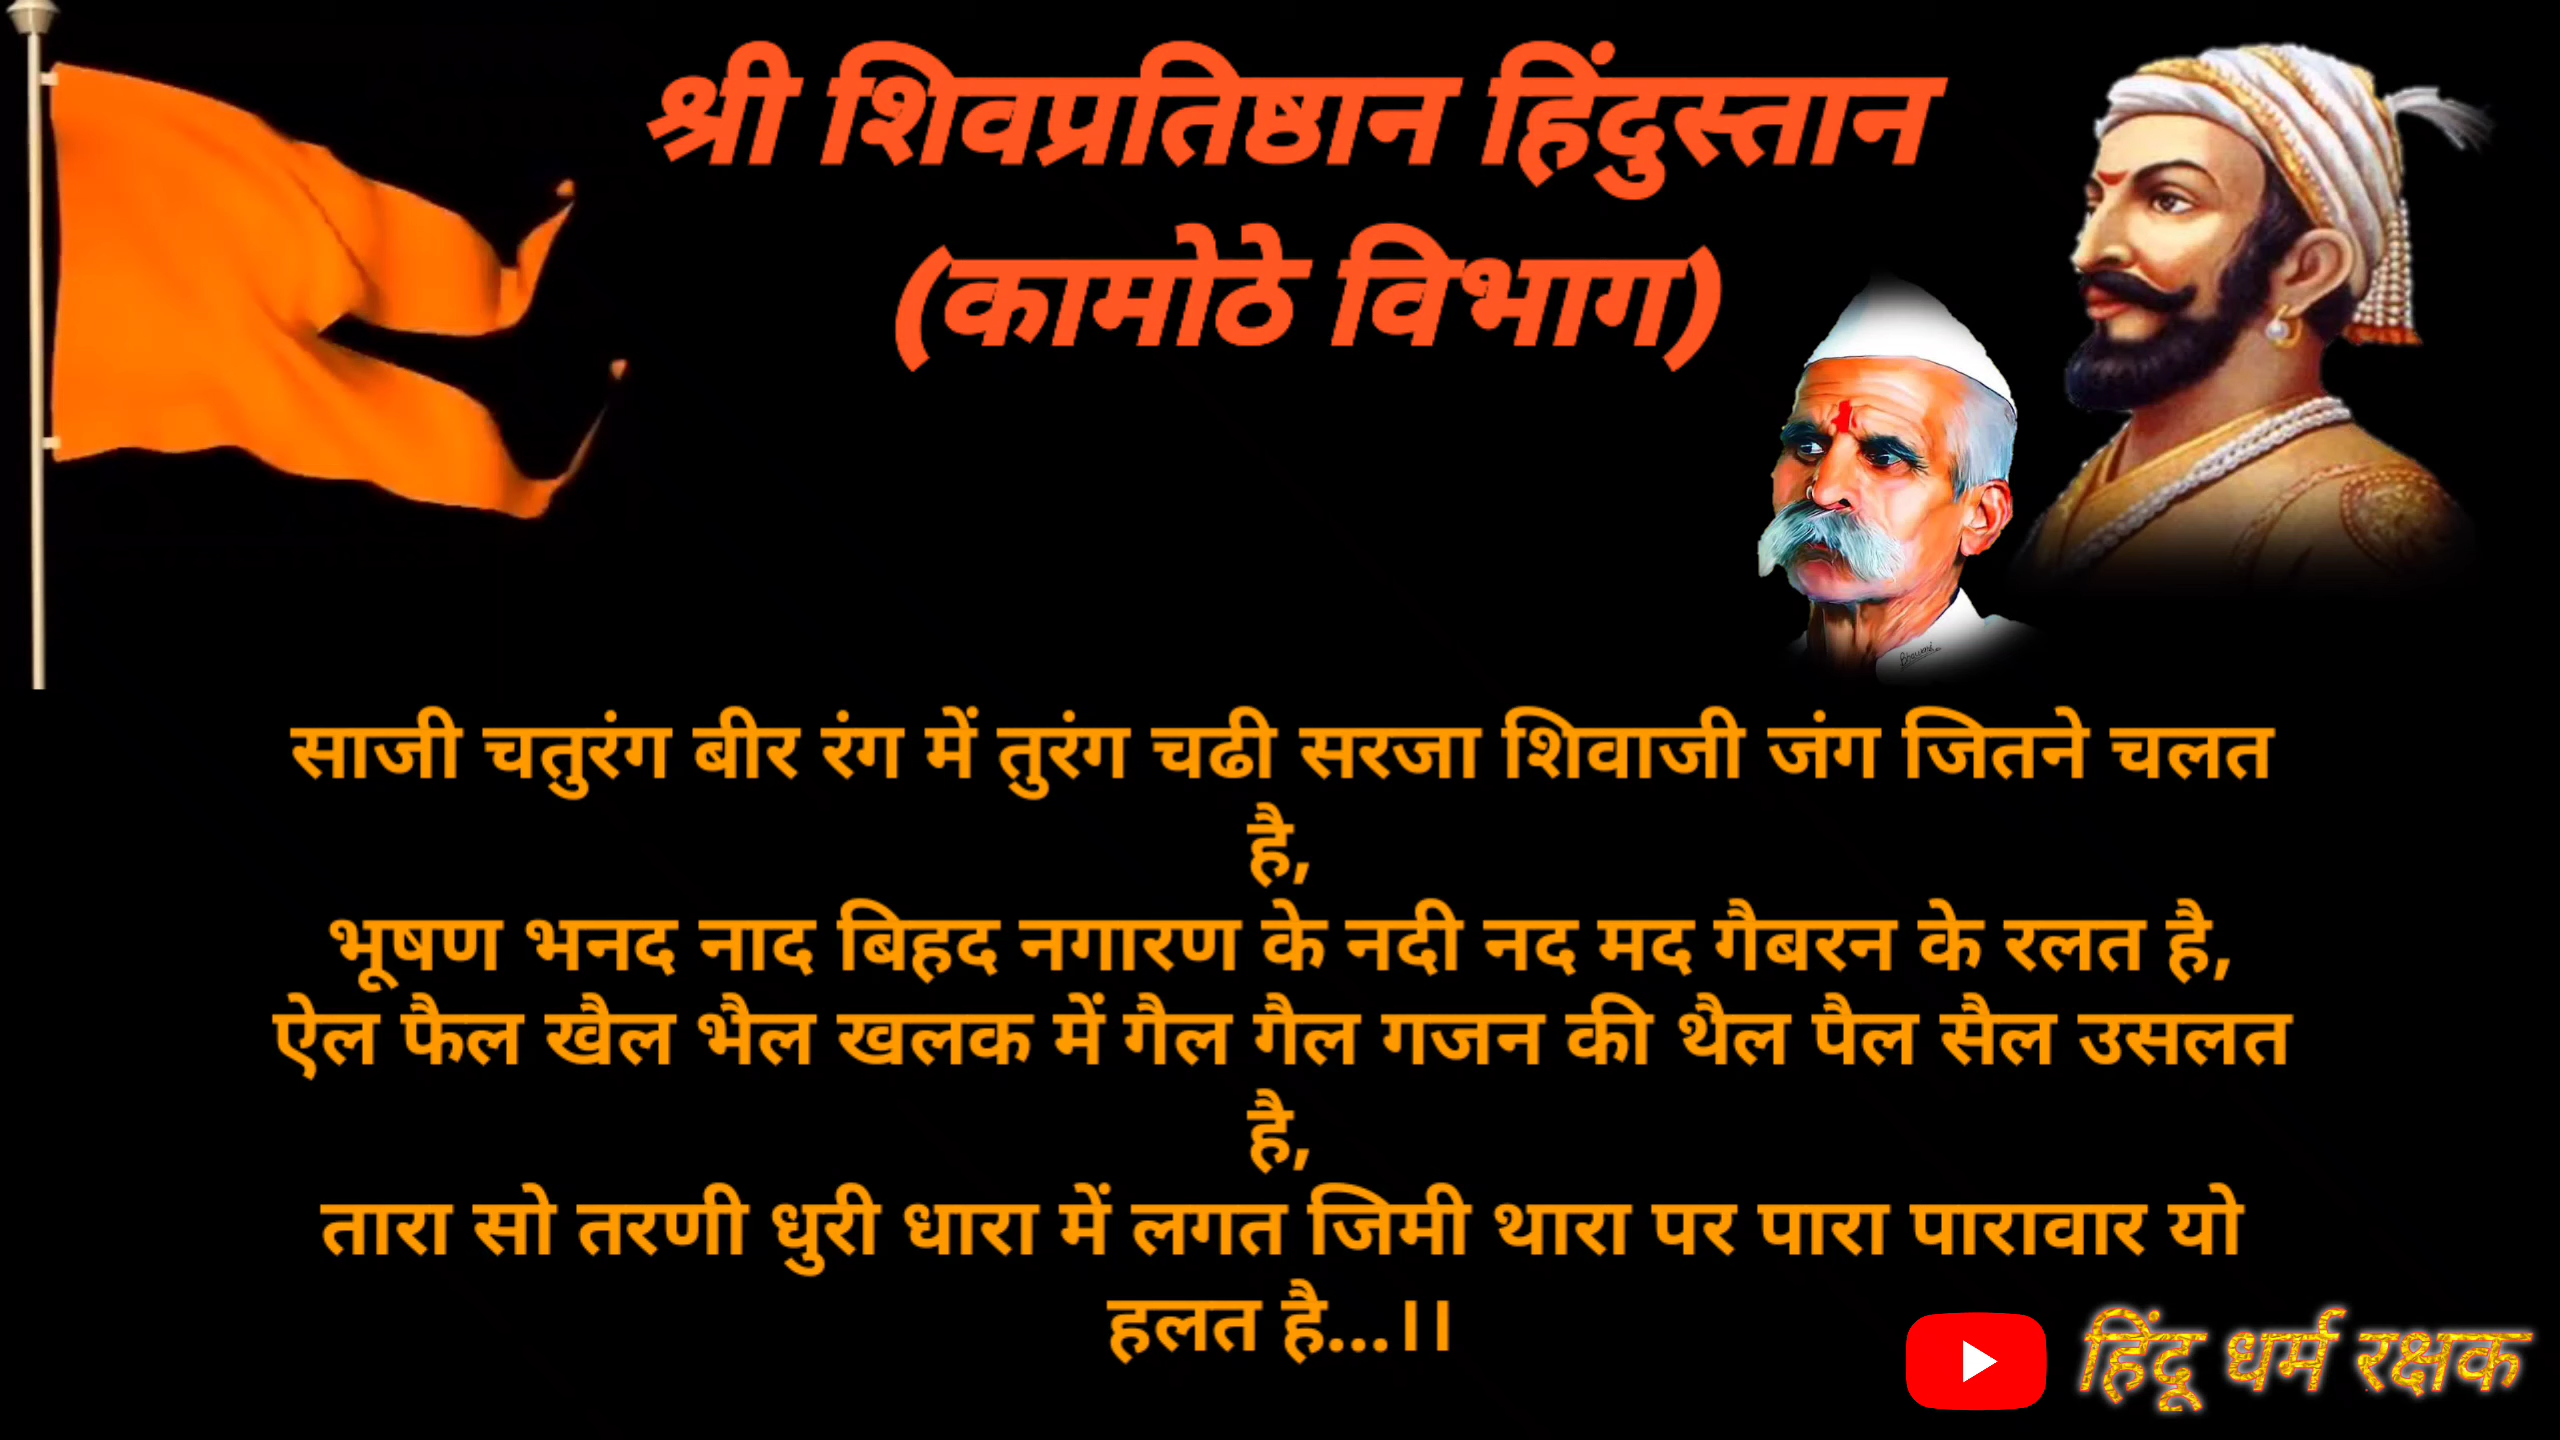 श्री शिवप्रतिष्ठान हिंदुस्तान
(कामोठे विभाग)
साजी चतुरंग बीर रंग में तुरंग चढी सरजा शिवाजी जंग जितने चलत
है,
भूषण भनद नाद बिहद नगारण के नदी नद मद गैबरन के रलत है,
ऐल फैल खैल भैल खलक में गैल गैल गजन की थैल पैल सैल उसलत
है,
तारा सो तरणी धुरी धारा में लगत जिमी थारा पर पारा पारावार यो
हलत है...।।
हिंदू धर्म रक्षक